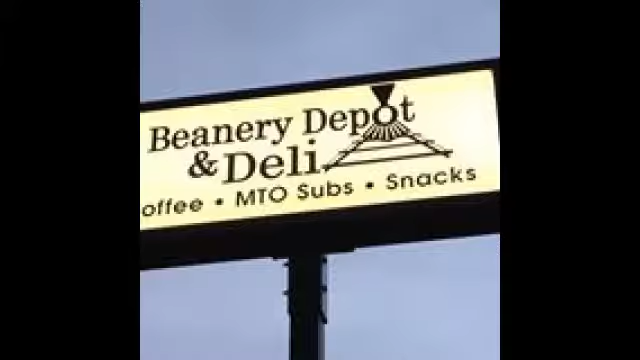 Beanery Depot
& Deli
offee • MTO Subs • Snacks